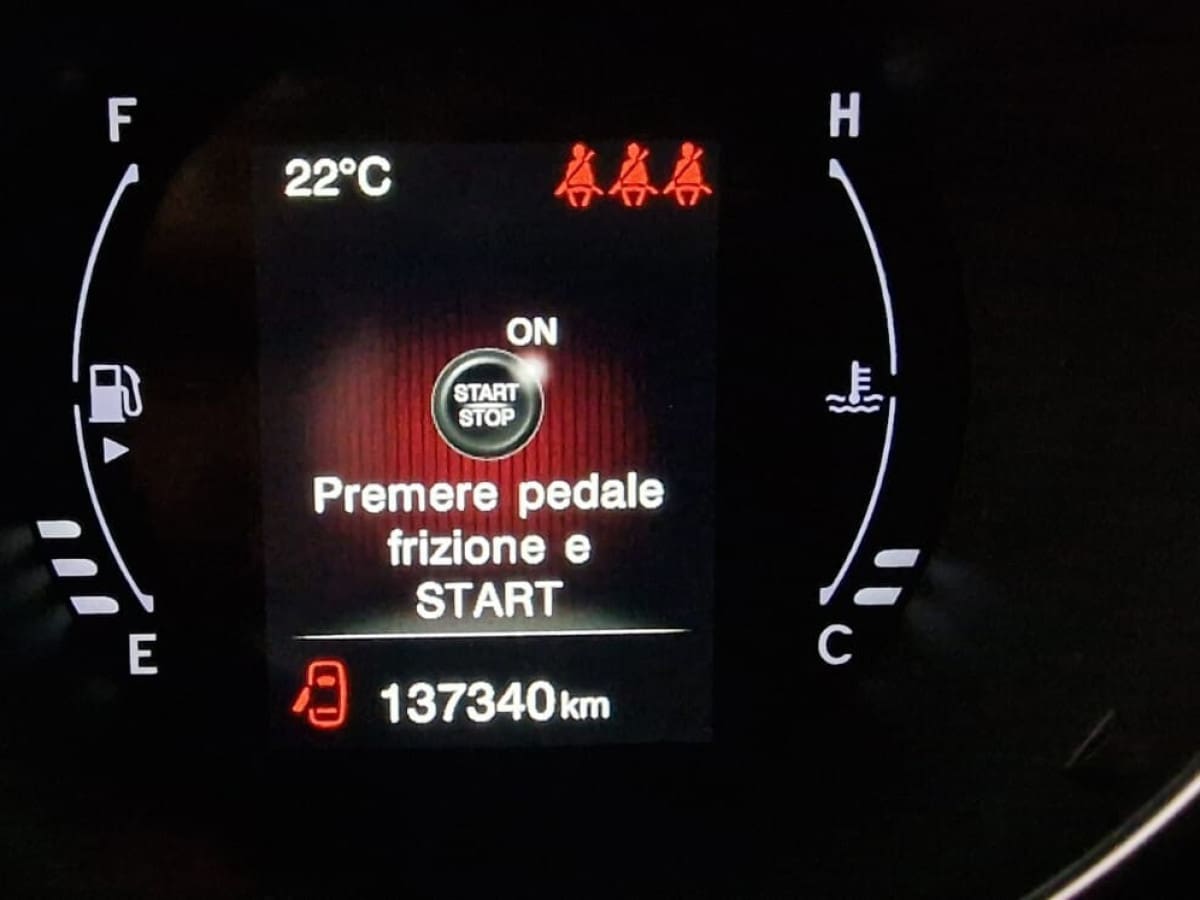 F
H
22°C
ON
START
STOP
Premere pedale
frizione e
START
E
C
137340 km